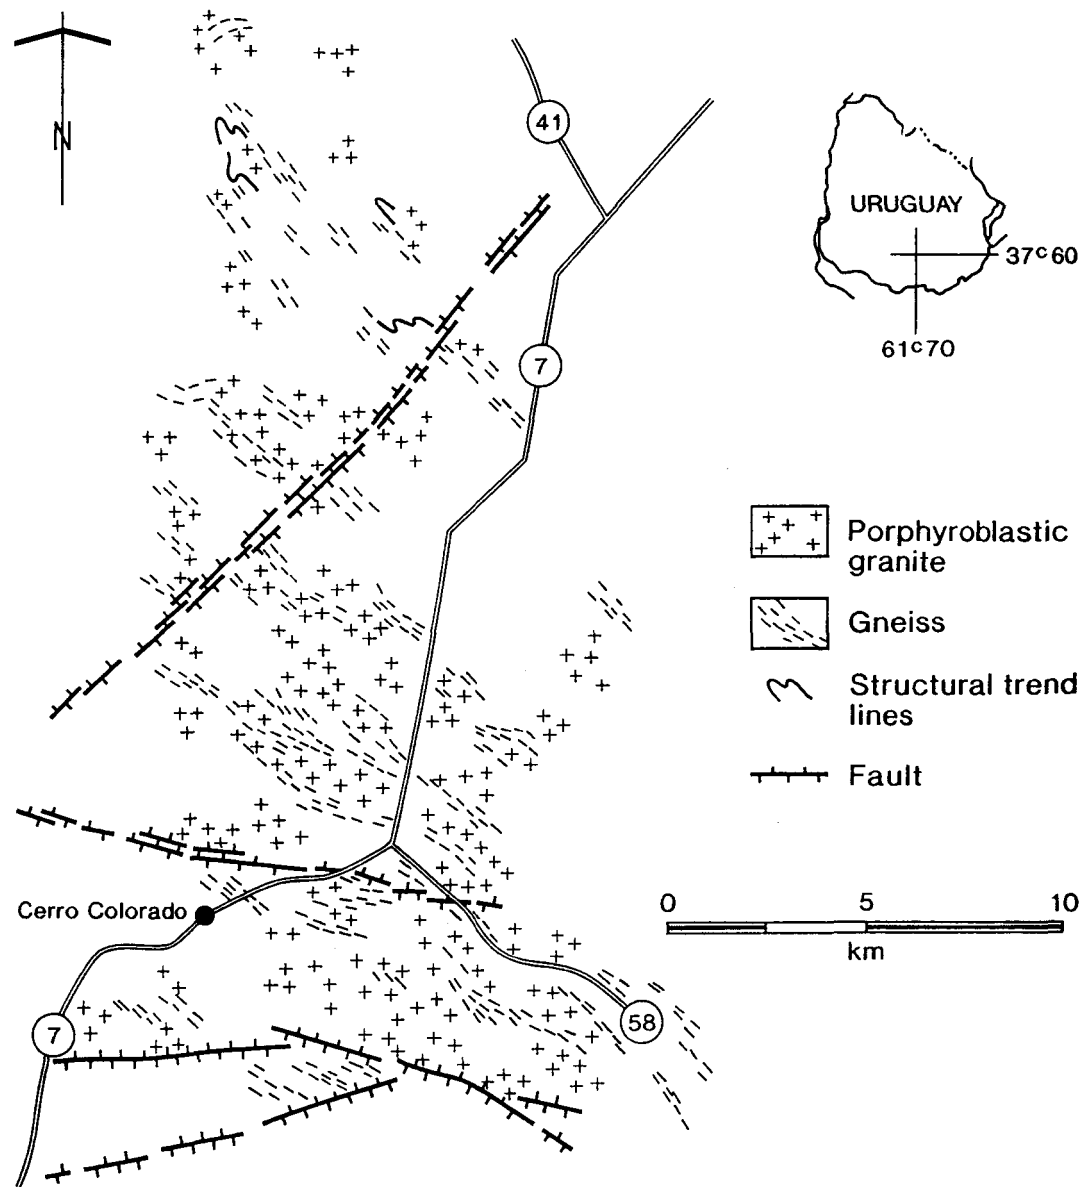 N
41
URUGUAY
37ᶜ60
61ᶜ70
7
Porphyroblastic
granite
Gneiss
Structural trend
lines
Fault
Cerro Colorado
0 5 10
km
7
58